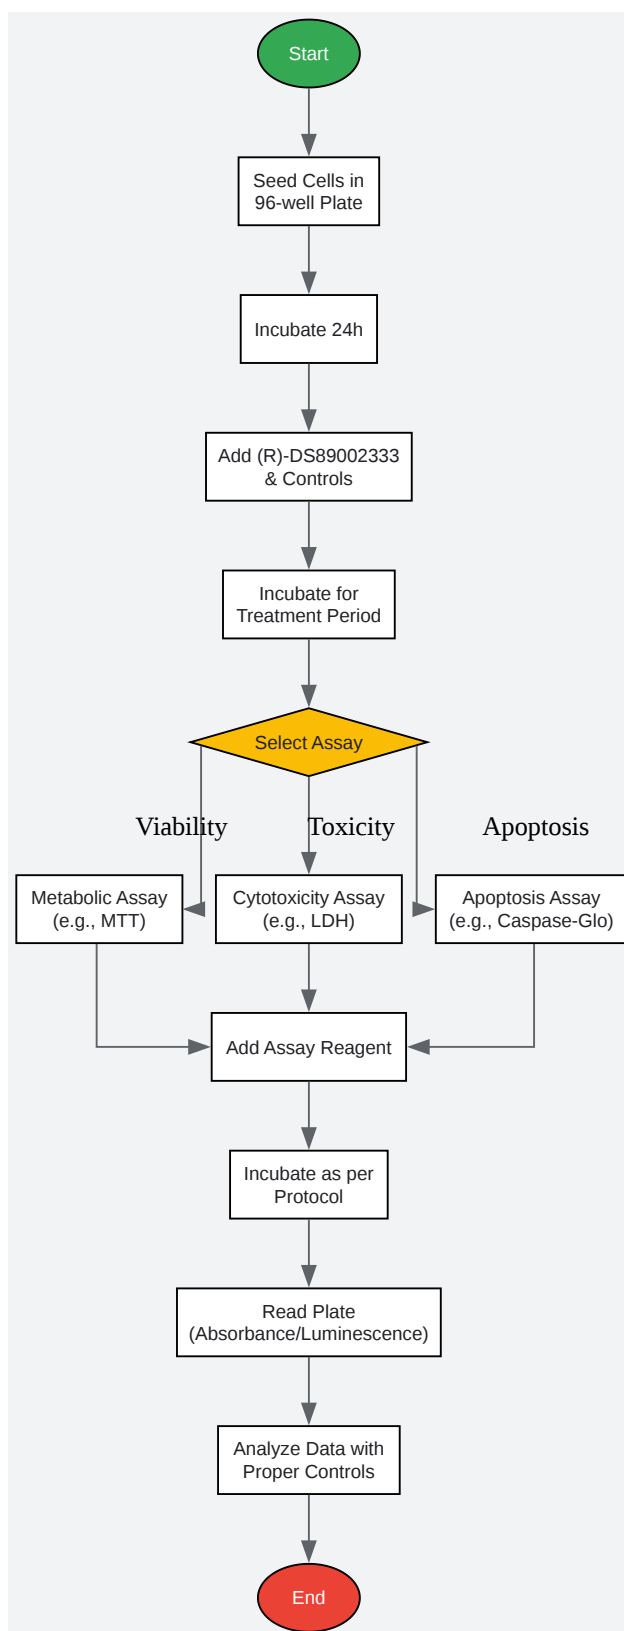 Start
Seed Cells in
96-well Plate
Incubate 24h
Add (R)-DS89002333
& Controls
Incubate for
Treatment Period
Select Assay
Viability
Toxicity
Apoptosis
Metabolic Assay
(e.g., MTT)
Cytotoxicity Assay
(e.g., LDH)
Apoptosis Assay
(e.g., Caspase-Glo)
Add Assay Reagent
Incubate as per
Protocol
Read Plate
(Absorbance/Luminescence)
Analyze Data with
Proper Controls
End